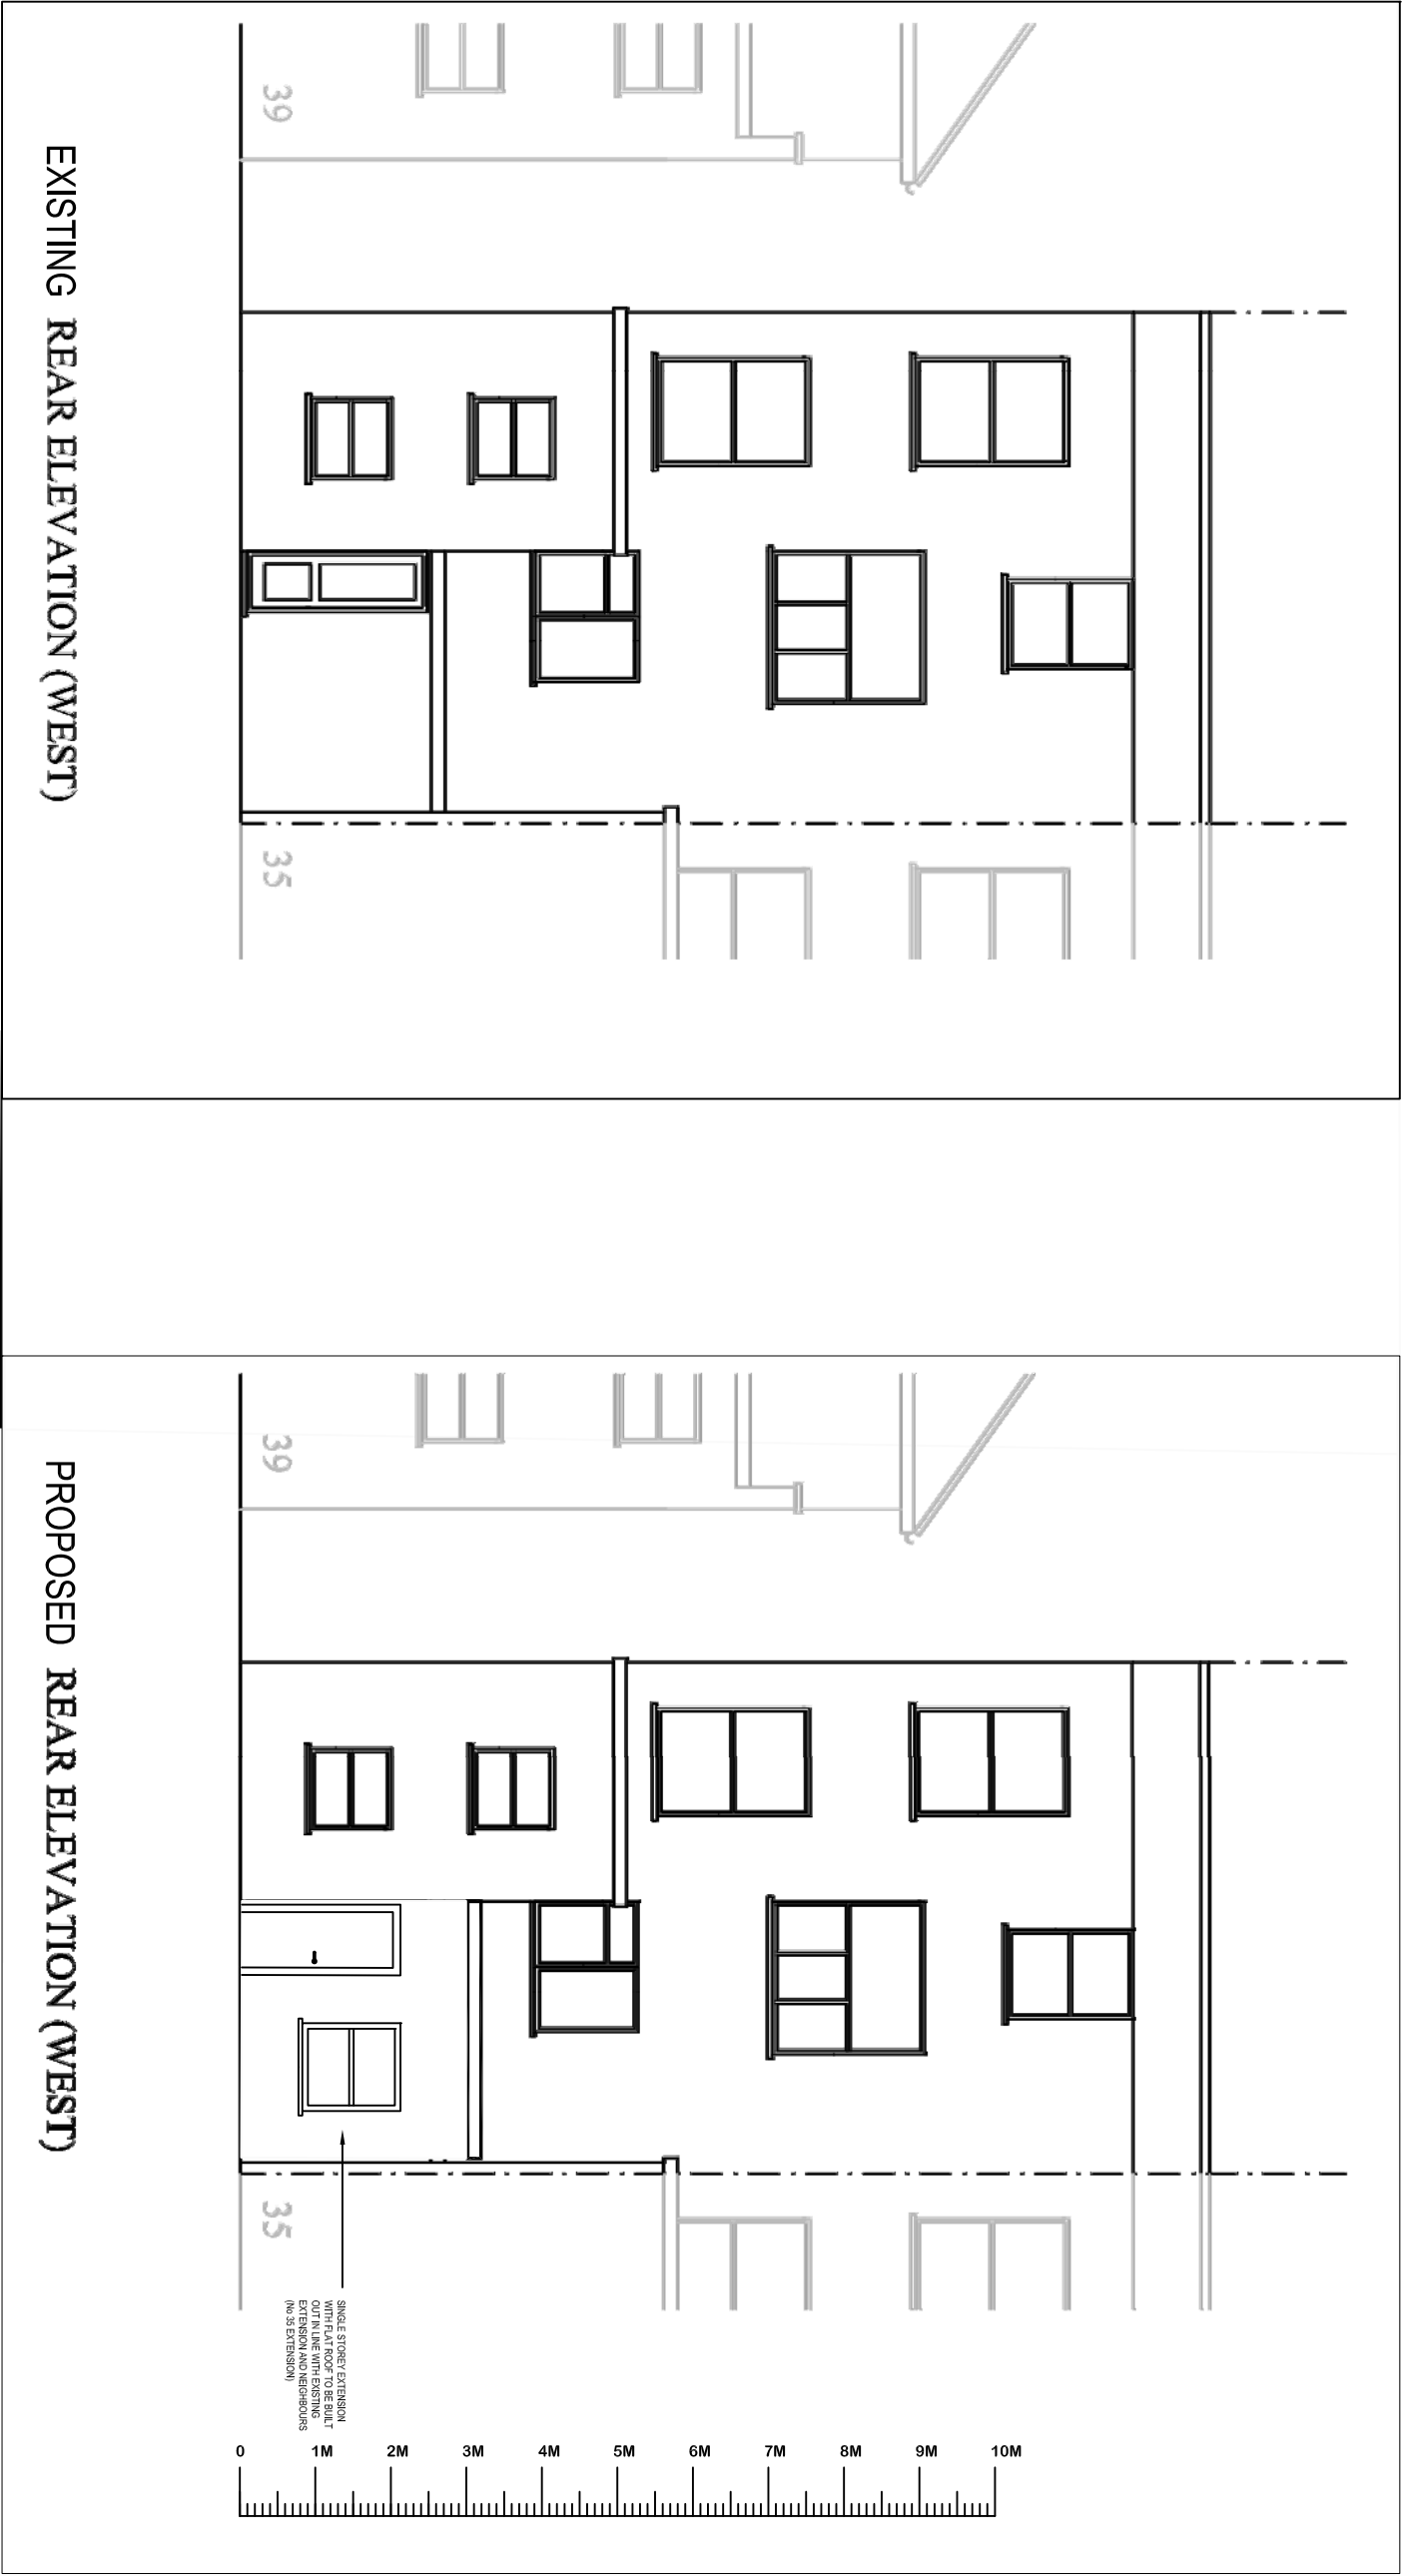 39
35
EXISTING REAR ELEVATION (WEST)
39
35
SINGLE STOREY EXTENSION
WITH FLAT ROOF TO BE BUILT
OUT IN LINE WITH EXISTING
EXTENSION AND NEIGHBOURS
(No 35 EXTENSION)
PROPOSED REAR ELEVATION (WEST)
0 1M 2M 3M 4M 5M 6M 7M 8M 9M 10M